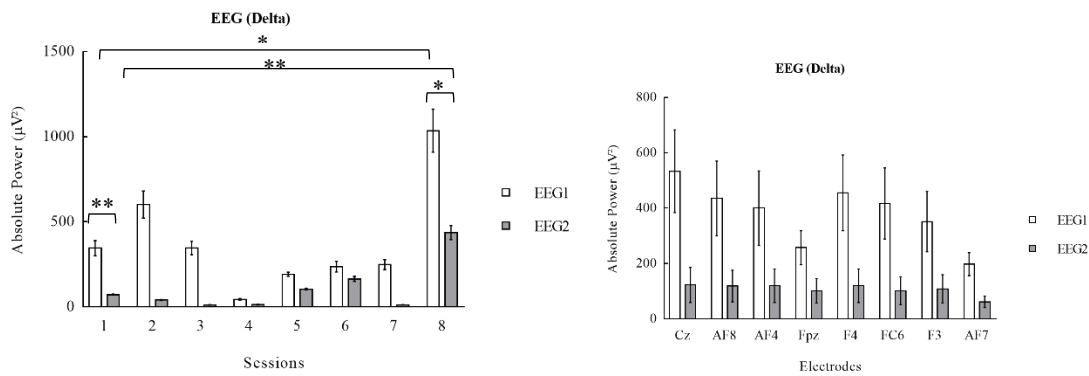 EEG (Delta)
*
**
*
**
1500
1000
500
0
Absolute Power (µV²)
1 2 3 4 5 6 7 8
Sessions
EEG1
EEG2
EEG (Delta)
800
600
400
200
0
Absolute Power (µV²)
Cz AF8 AF4 Fpz F4 FC6 F3 AF7
Electrodes
EEG1
EEG2